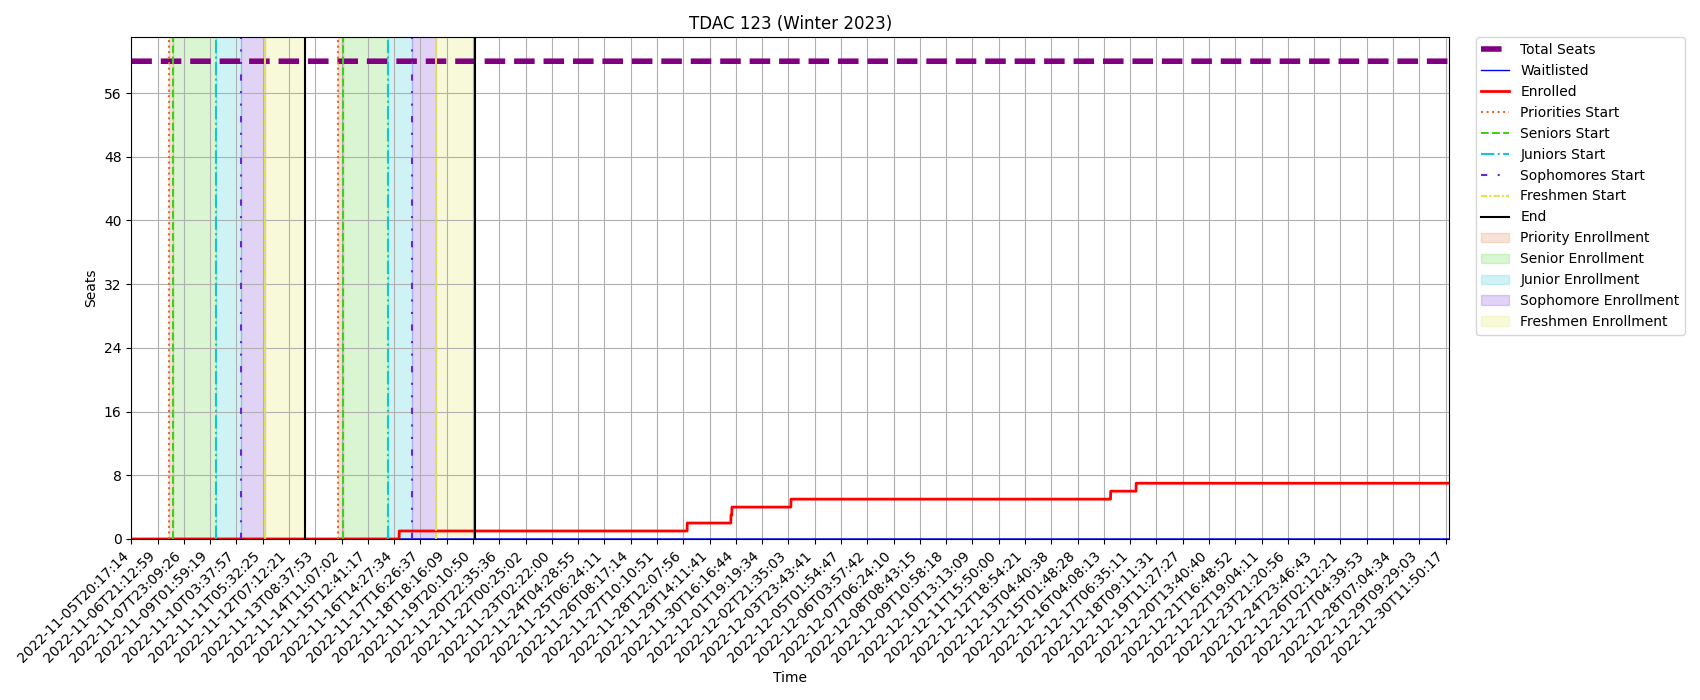 TDAC 123 (Winter 2023)
Seats
56
48
40
32
24
16
8
0
2022-11-05T20:17:14
2022-11-06T21:12:59
2022-11-07T23:09:26
2022-11-09T01:59:19
2022-11-10T03:37:57
2022-11-11T05:32:25
2022-11-12T07:12:21
2022-11-13T08:37:53
2022-11-14T11:07:02
2022-11-15T12:41:17
2022-11-16T14:27:34
2022-11-17T16:26:37
2022-11-18T18:16:09
2022-11-19T20:10:50
2022-11-20T22:35:36
2022-11-22T00:25:02
2022-11-23T02:22:00
2022-11-24T04:28:55
2022-11-25T06:24:11
2022-11-26T08:17:14
2022-11-27T10:10:51
2022-11-28T12:07:56
2022-11-29T14:11:41
2022-11-30T16:16:44
2022-12-01T19:19:34
2022-12-02T21:35:03
2022-12-03T23:43:41
2022-12-05T01:54:47
2022-12-06T03:57:42
2022-12-07T06:24:10
2022-12-08T08:43:15
2022-12-09T10:58:18
2022-12-10T13:13:09
2022-12-11T15:50:00
2022-12-12T18:54:21
2022-12-13T04:40:38
2022-12-15T01:48:28
2022-12-16T04:08:13
2022-12-17T06:35:11
2022-12-18T09:11:31
2022-12-19T11:27:27
2022-12-20T13:40:40
2022-12-21T16:48:52
2022-12-22T19:04:11
2022-12-23T21:20:56
2022-12-24T23:46:43
2022-12-26T02:12:21
2022-12-27T04:39:53
2022-12-28T07:04:34
2022-12-29T09:29:03
2022-12-30T11:50:17
Time
Total Seats
Waitlisted
Enrolled
Priorities Start
Seniors Start
Juniors Start
Sophomores Start
Freshmen Start
End
Priority Enrollment
Senior Enrollment
Junior Enrollment
Sophomore Enrollment
Freshmen Enrollment